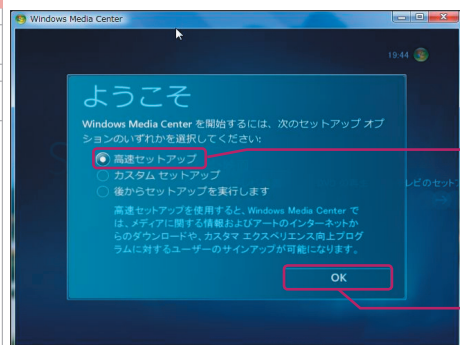 Windows Media Center
19:44
ようこそ
Windows Media Center を開始するには、次のセットアップ オプ
ションのいずれかを選択してください:
高速セットアップ
カスタム セットアップ
後からセットアップを実行します
レビのセット
高速セットアップを使用すると、Windows Media Center で
は、メディアに関する情報およびアートのインターネットか
らのダウンロードや、カスタマ エクスペリエンス向上プログ
ラムに対するユーザーのサインアップが可能になります。
OK